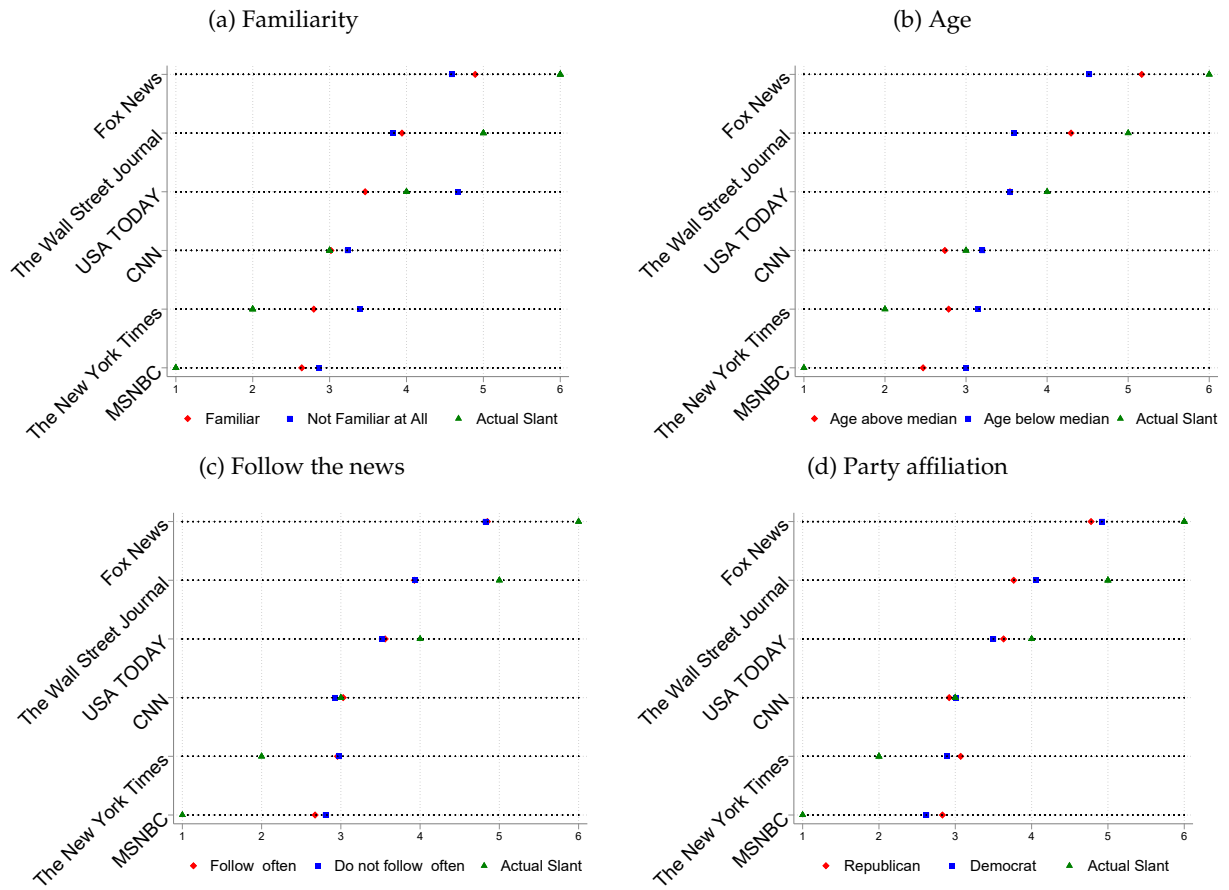 (a) Familiarity
Fox News
The Wall Street Journal
USA TODAY
CNN
The New York Times
MSNBC
1 2 3 4 5 6
Familiar Not Familiar at All Actual Slant
(b) Age
Fox News
The Wall Street Journal
USA TODAY
CNN
The New York Times
MSNBC
1 2 3 4 5 6
Age above median Age below median Actual Slant
(c) Follow the news
Fox News
The Wall Street Journal
USA TODAY
CNN
The New York Times
MSNBC
1 2 3 4 5 6
Follow often Do not follow often Actual Slant
(d) Party affiliation
Fox News
The Wall Street Journal
USA TODAY
CNN
The New York Times
MSNBC
1 2 3 4 5 6
Republican Democrat Actual Slant